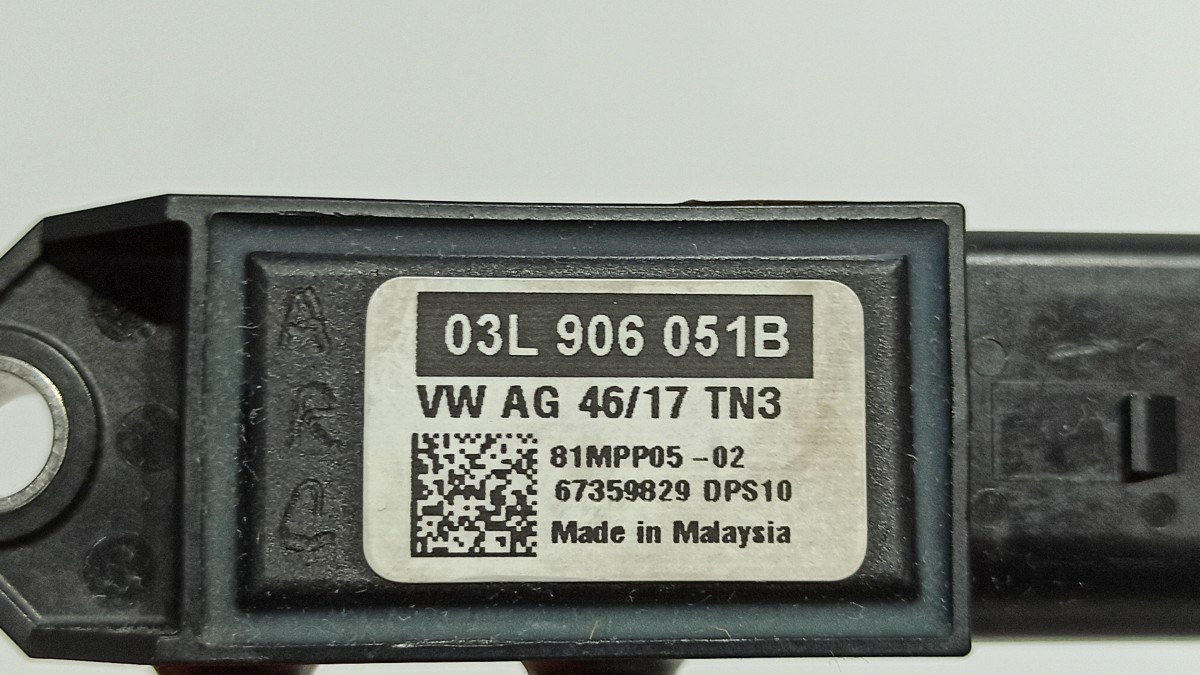 03L 906 051B
VW AG 46/17 TN3
81MPP05 -02
67359829 DPS10
Made in Malaysia